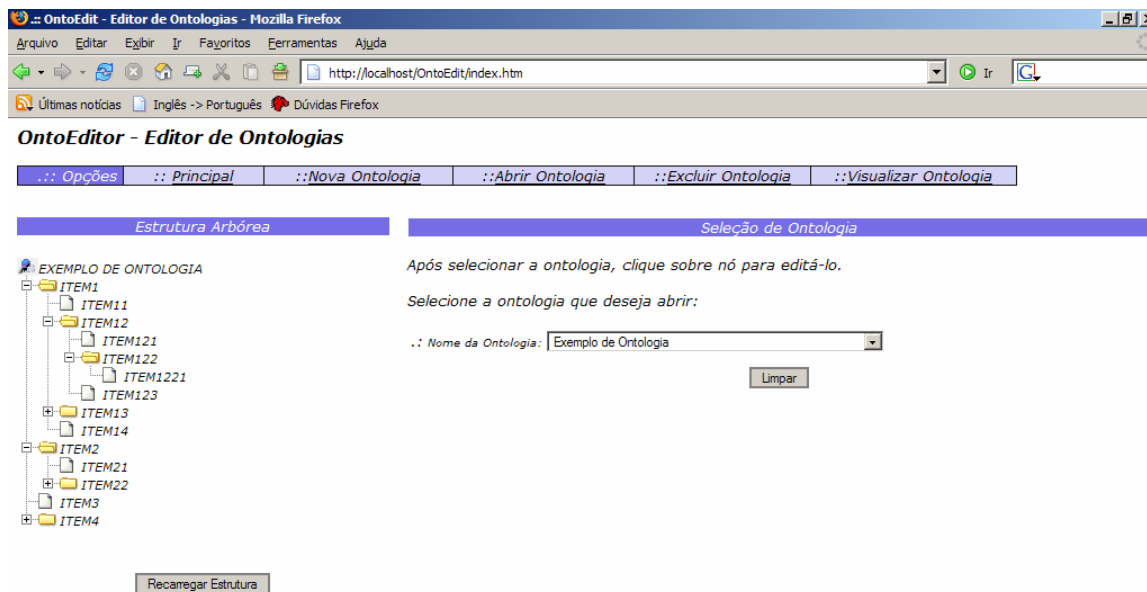 .:: OntoEdit - Editor de Ontologias - Mozilla Firefox
Arquivo Editar Exibir Ir Favoritos Ferramentas Ajuda
http://localhost/OntoEdit/index.htm Ir
Últimas notícias Inglês -> Português Dúvidas Firefox
OntoEditor - Editor de Ontologias
.:: Opções :: Principal ::Nova Ontologia ::Abrir Ontologia ::Excluir Ontologia ::Visualizar Ontologia
Estrutura Arbórea
Seleção de Ontologia
EXEMPLO DE ONTOLOGIA
ITEM1
ITEM11
ITEM12
ITEM121
ITEM122
ITEM1221
ITEM123
ITEM13
ITEM14
ITEM2
ITEM21
ITEM22
ITEM3
ITEM4
Recarregar Estrutura
Após selecionar a ontologia, clique sobre nó para editá-lo.
Selecione a ontologia que deseja abrir:
.: Nome da Ontologia: Exemplo de Ontologia
Limpar